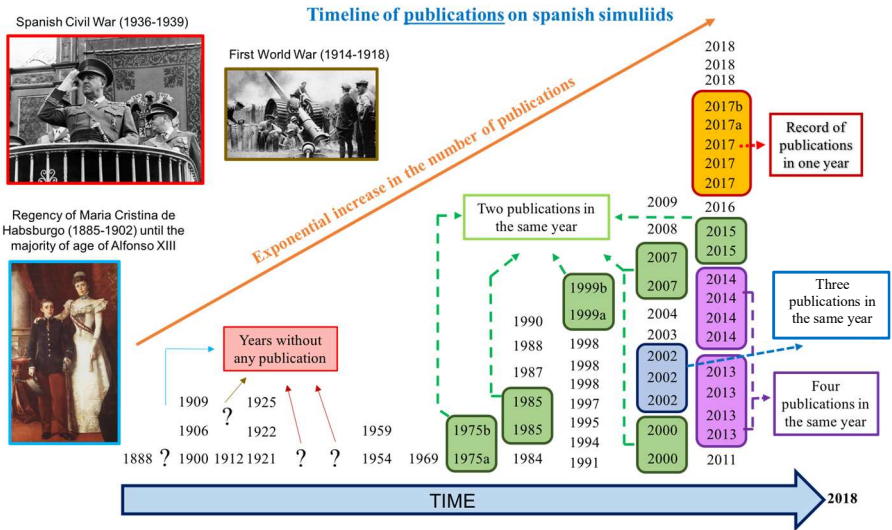 Timeline of publications on spanish simuliids
Spanish Civil War (1936-1939)
First World War (1914-1918)
Exponential increase in the number of publications
Regency of Maria Cristina de
Habsburgo (1885-1902) until the
majority of age of Alfonso XIII
Years without
any publication
Two publications in
the same year
Record of
publications
in one year
Three
publications in
the same year
Four
publications in
the same year
1888
?
1909
1906
1900
?
1912
1925
1922
1921
?
?
1959
1954
1969
1975b
1975a
1990
1988
1987
1985
1985
1984
1999b
1999a
1998
1998
1998
1997
1995
1994
1991
2009
2008
2007
2007
2004
2003
2002
2002
2002
2000
2000
2018
2018
2018
2017b
2017a
2017
2017
2017
2016
2015
2015
2014
2014
2014
2014
2013
2013
2013
2013
2011
TIME
2018